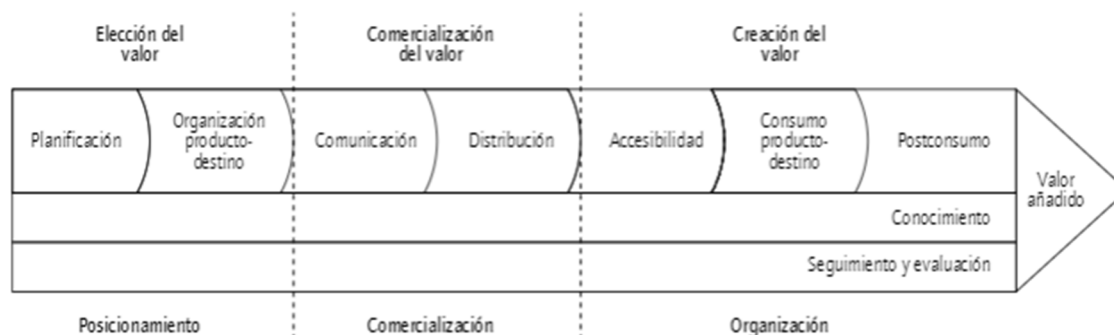 Elección del
valor
Comercialización
del valor
Creación del
valor
Planificación
Organización
producto-
destino
Comunicación
Distribución
Accesibilidad
Consumo
producto-
destino
Postconsumo
Valor
añadido
Conocimiento
Seguimiento y evaluación
Posicionamiento
Comercialización
Organización